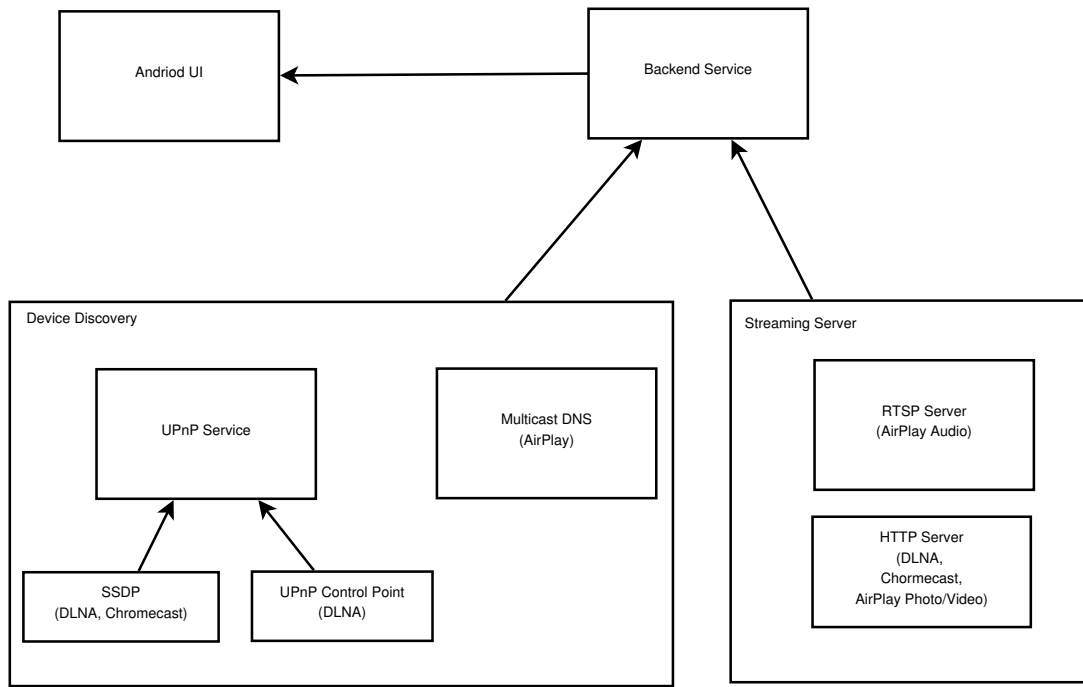 Andriod UI
Backend Service
Device Discovery
UPnP Service
Multicast DNS
(AirPlay)
SSDP
(DLNA, Chromecast)
UPnP Control Point
(DLNA)
Streaming Server
RTSP Server
(AirPlay Audio)
HTTP Server
(DLNA,
Chormecast,
AirPlay Photo/Video)